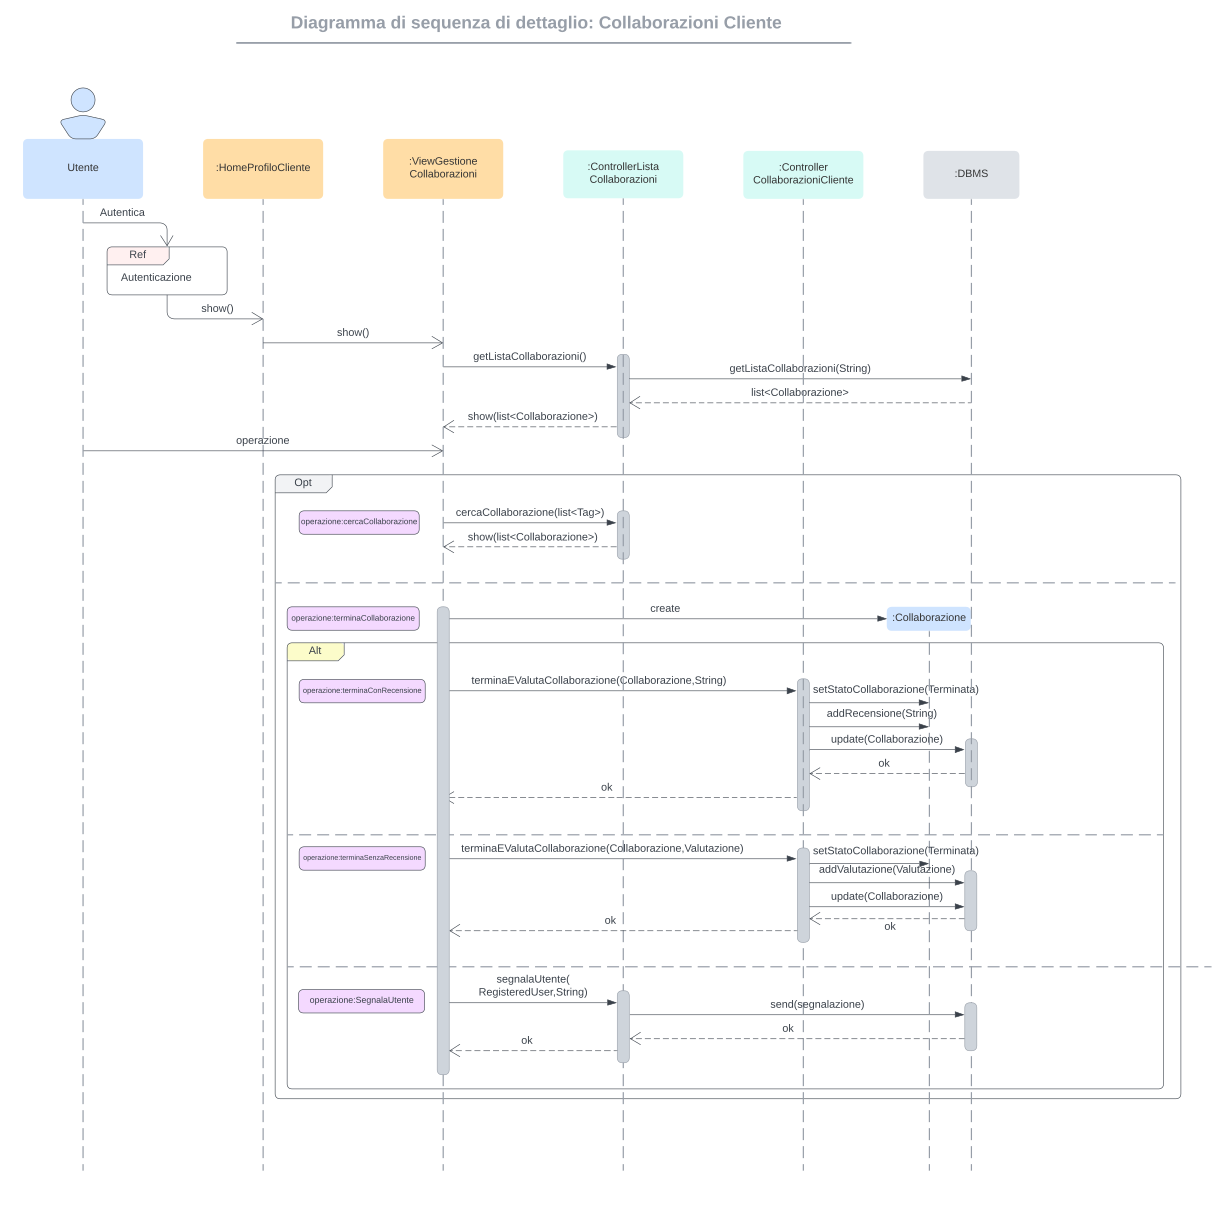 Diagramma di sequenza di dettaglio: Collaborazioni Cliente
Utente
:HomeProfiloCliente
:ViewGestione
Collaborazioni
:ControllerLista
Collaborazioni
:Controller
CollaborazioniCliente
:DBMS
Autentica
Ref
Autenticazione
show()
show()
getListaCollaborazioni()
getListaCollaborazioni(String)
list<Collaborazione>
show(list<Collaborazione>)
operazione
Opt
operazione:cercaCollaborazione
cercaCollaborazione(list<Tag>)
show(list<Collaborazione>)
operazione:terminaCollaborazione
create
:Collaborazione
Alt
operazione:terminaConRecensione
terminaEValutaCollaborazione(Collaborazione,String)
setStatoCollaborazione(Terminata)
addRecensione(String)
update(Collaborazione)
ok
ok
operazione:terminaSenzaRecensione
terminaEValutaCollaborazione(Collaborazione,Valutazione)
setStatoCollaborazione(Terminata)
addValutazione(Valutazione)
update(Collaborazione)
ok
ok
operazione:SegnalaUtente
segnalaUtente(
RegisteredUser,String)
send(segnalazione)
ok
ok